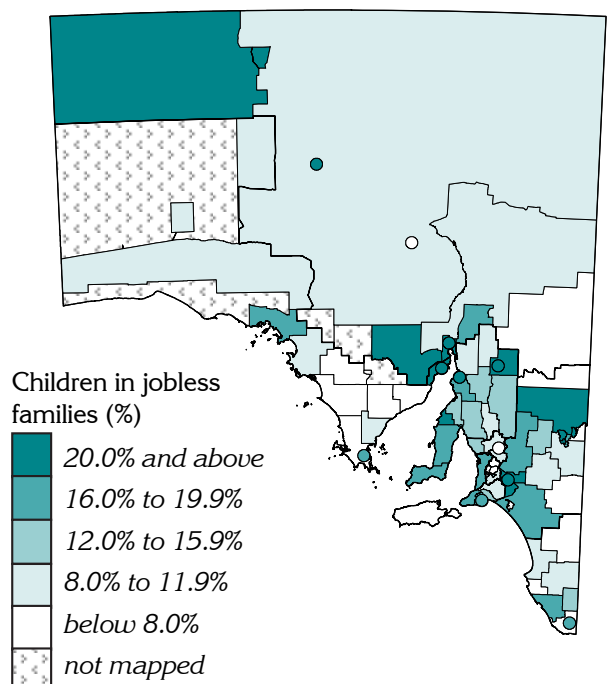 Children in jobless
families (%)
20.0% and above
16.0% to 19.9%
12.0% to 15.9%
8.0% to 11.9%
below 8.0%
not mapped